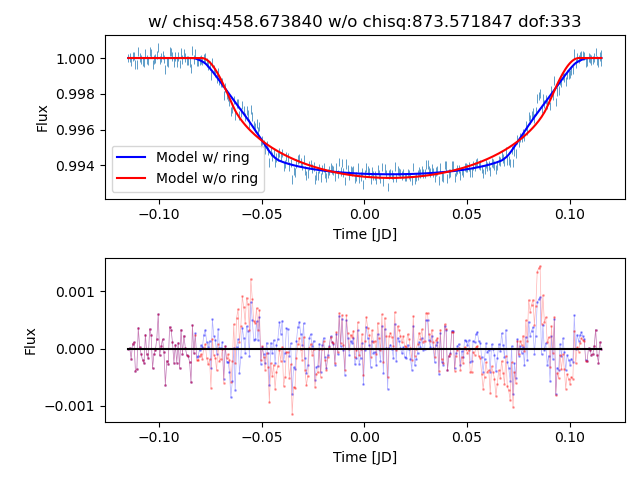 w/ chisq:458.673840 w/o chisq:873.571847 dof:333
Flux
1.000
0.998
0.996
0.994
Model w/ ring
Model w/o ring
−0.10 −0.05 0.00 0.05 0.10
Time [JD]
Flux
0.001
0.000
−0.001
−0.10 −0.05 0.00 0.05 0.10
Time [JD]